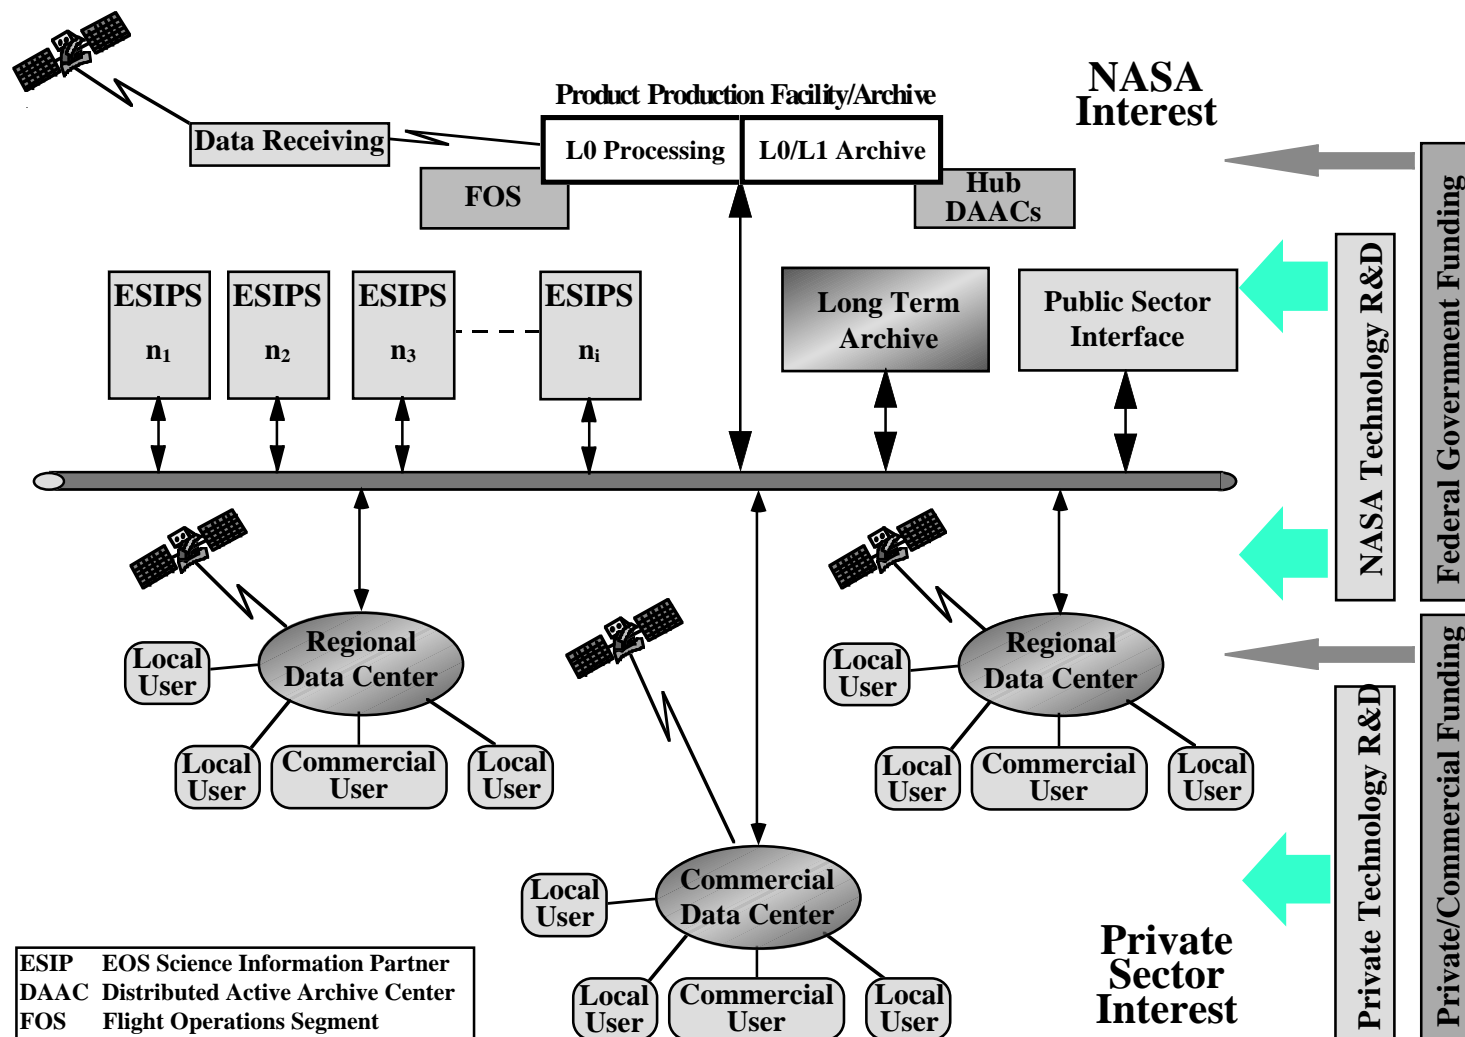 NASA
Interest
Product Production Facility/Archive
Data Receiving
L0 Processing
L0/L1 Archive
FOS
Hub
DAACs
ESIPS
n1
ESIPS
n2
ESIPS
n3
ESIPS
ni
Long Term
Archive
Public Sector
Interface
NASA Technology R&D
Federal Government Funding
Regional
Data Center
Local
User
Local
User
Commercial
User
Local
User
Regional
Data Center
Local
User
Local
User
Commercial
User
Local
User
Commercial
Data Center
Local
User
Local
User
Commercial
User
Local
User
Private Technology R&D
Private/Commercial Funding
Private
Sector
Interest
ESIP EOS Science Information Partner
DAAC Distributed Active Archive Center
FOS Flight Operations Segment